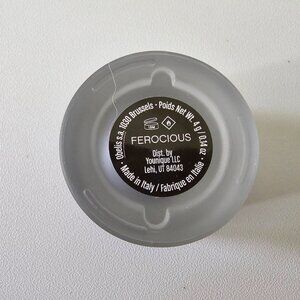 Obelis s.a. 1030 Brussels - Poids Net Wt. 4 g / 0.14 oz
FEROCIOUS
Dist. by
Younique LLC
Lehi, UT 84043
• Made in Italy / Fabriqué en Italie •